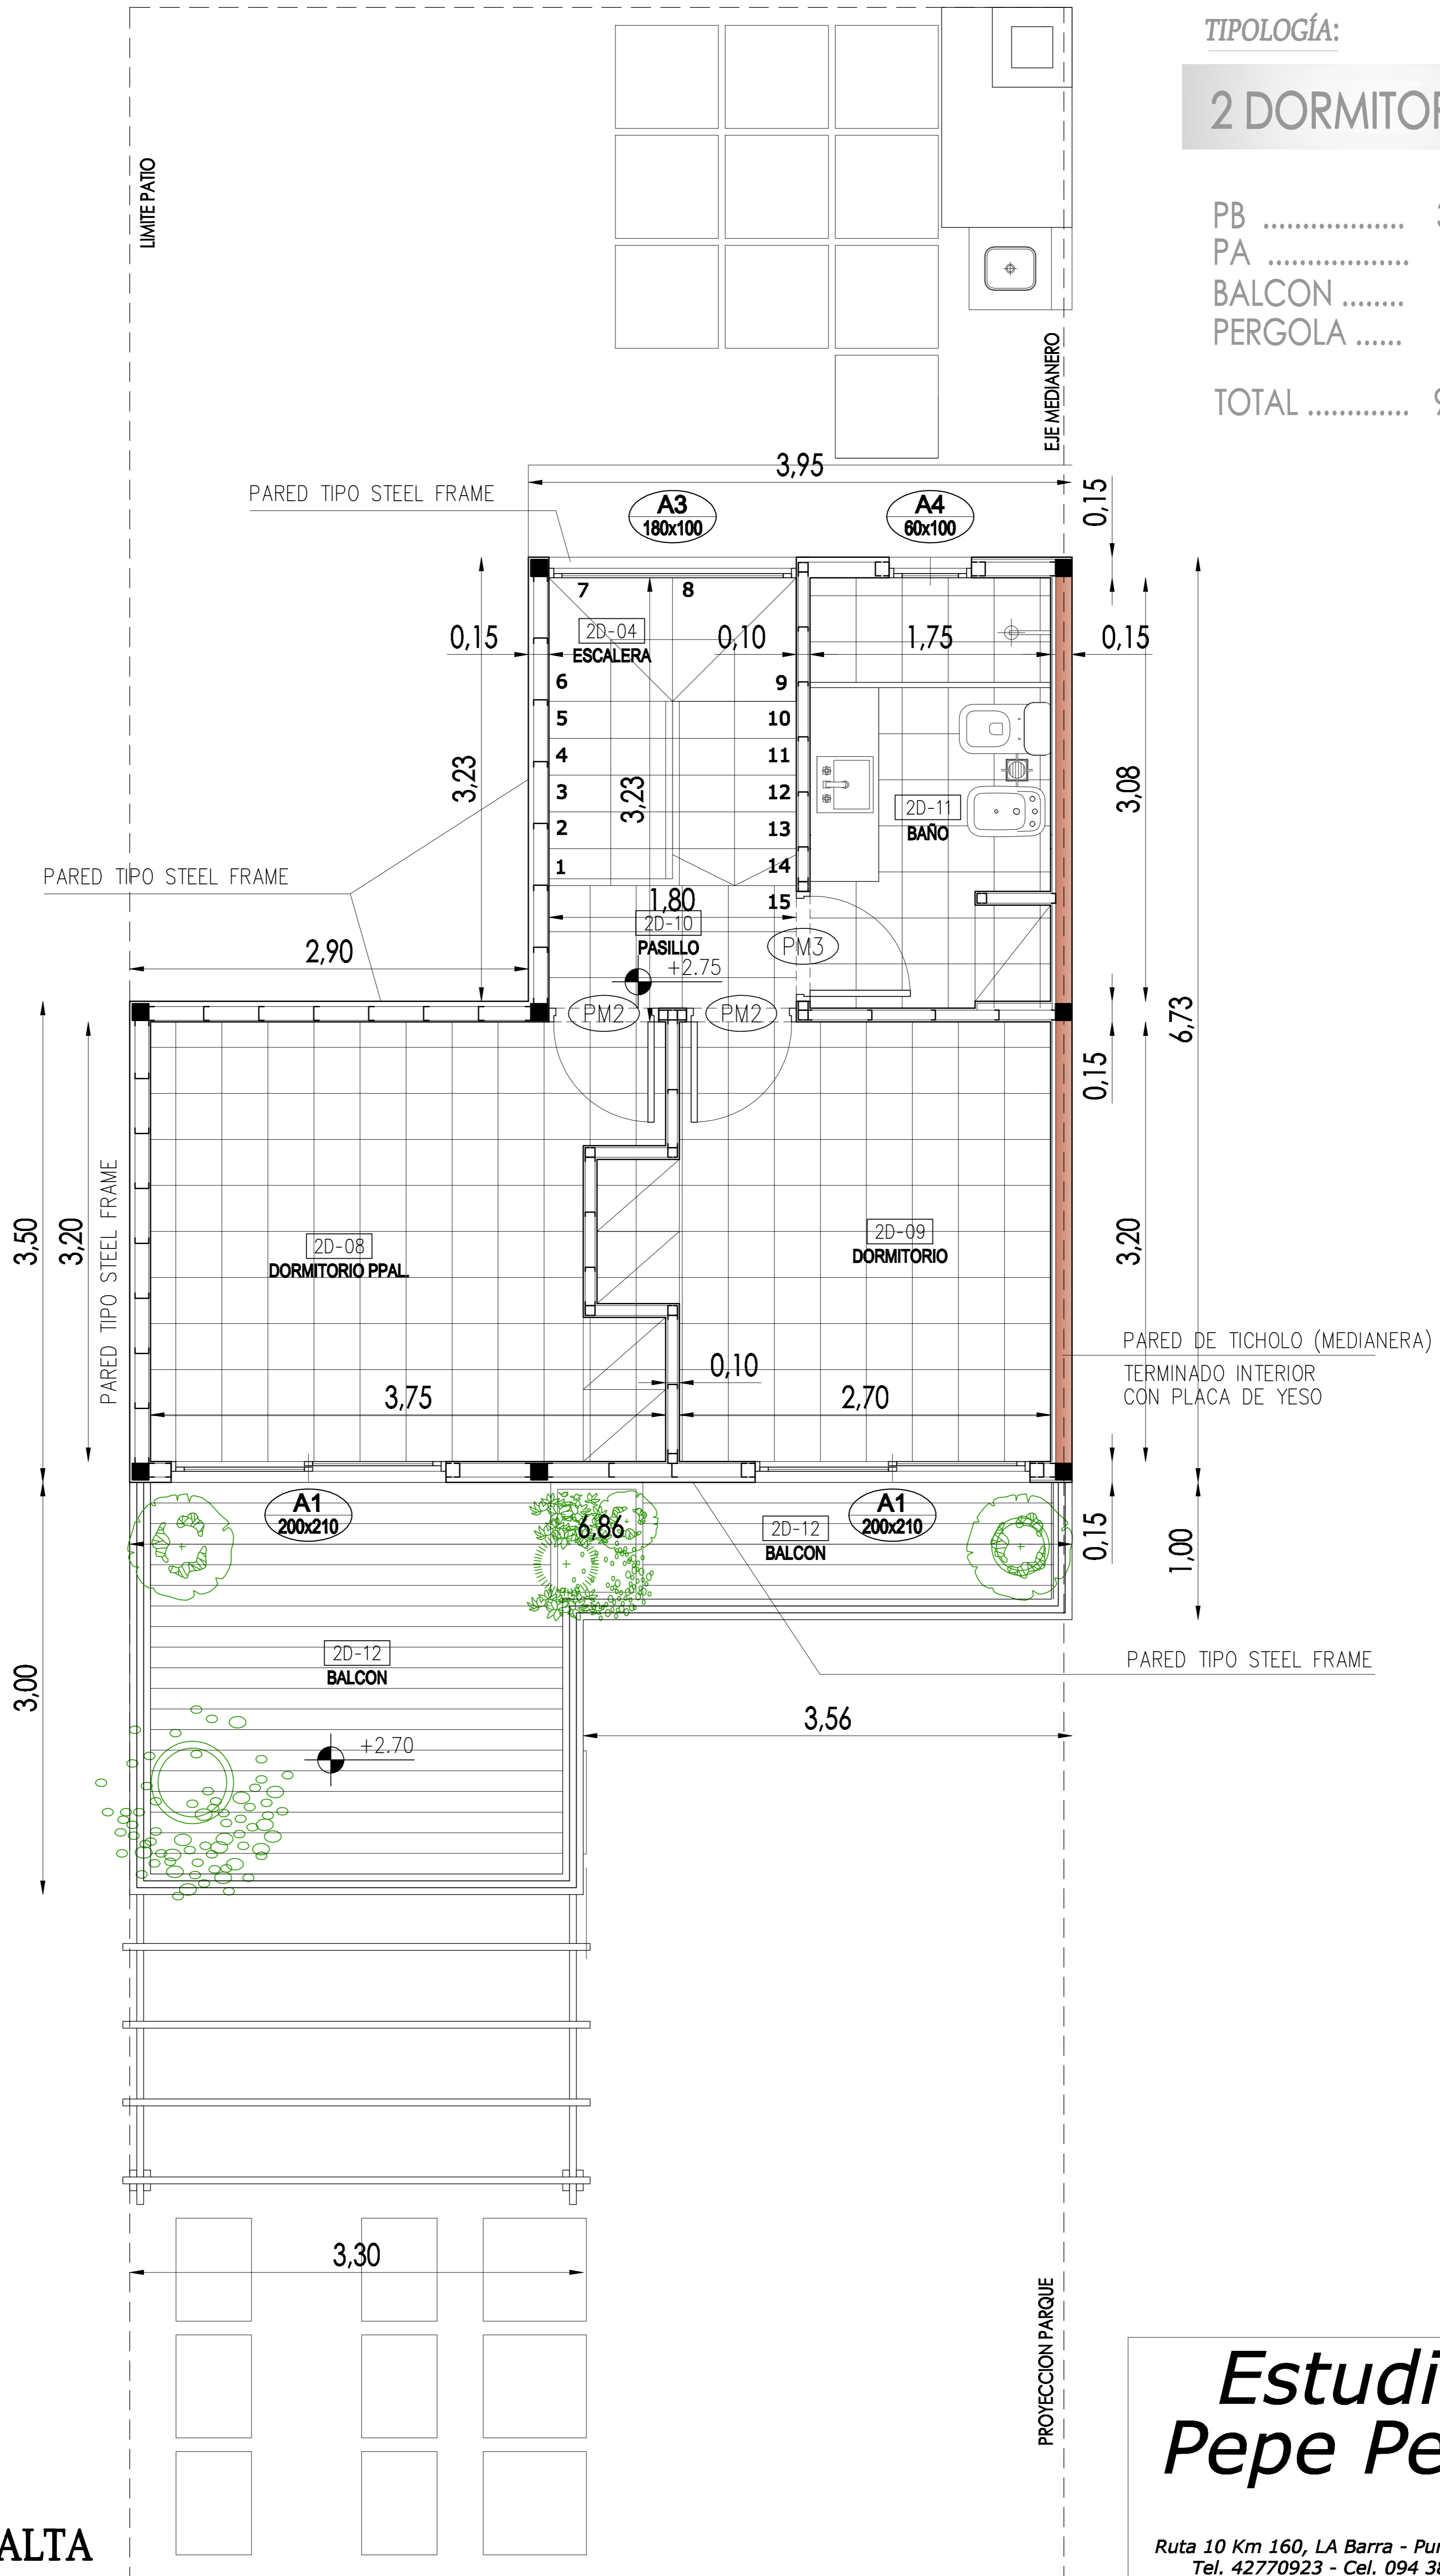 TIPOLOGÍA:
2 DORMITOR
PB ..................
PA ..................
BALCON ........
PERGOLA ......
TOTAL .............
LIMITE PATIO
EJE MEDIANERO
3,95
PARED TIPO STEEL FRAME
A3
180x100
A4
60x100
0,15
7
8
2D-04
ESCALERA
0,15
0,10
1,75
0,15
6
9
5
10
4
11
3
12
2
13
1
14
15
3,23
3,23
3,08
2D-11
BAÑO
PARED TIPO STEEL FRAME
1,80
2D-10
PASILLO
+2.75
PM3
2,90
PM2
PM2
6,73
0,15
3,50
3,20
PARED TIPO STEEL FRAME
2D-08
DORMITORIO PPAL.
2D-09
DORMITORIO
3,20
PARED DE TICHOLO (MEDIANERA)
TERMINADO INTERIOR
CON PLACA DE YESO
0,10
3,75
2,70
A1
200x210
6,86
2D-12
BALCON
A1
200x210
0,15
1,00
2D-12
BALCON
PARED TIPO STEEL FRAME
3,00
3,56
+2.70
3,30
PROYECCION PARQUE
Estudi
Pepe Pe
ALTA
Ruta 10 Km 160, LA Barra - Pu
Tel. 42770923 - Cel. 094 38